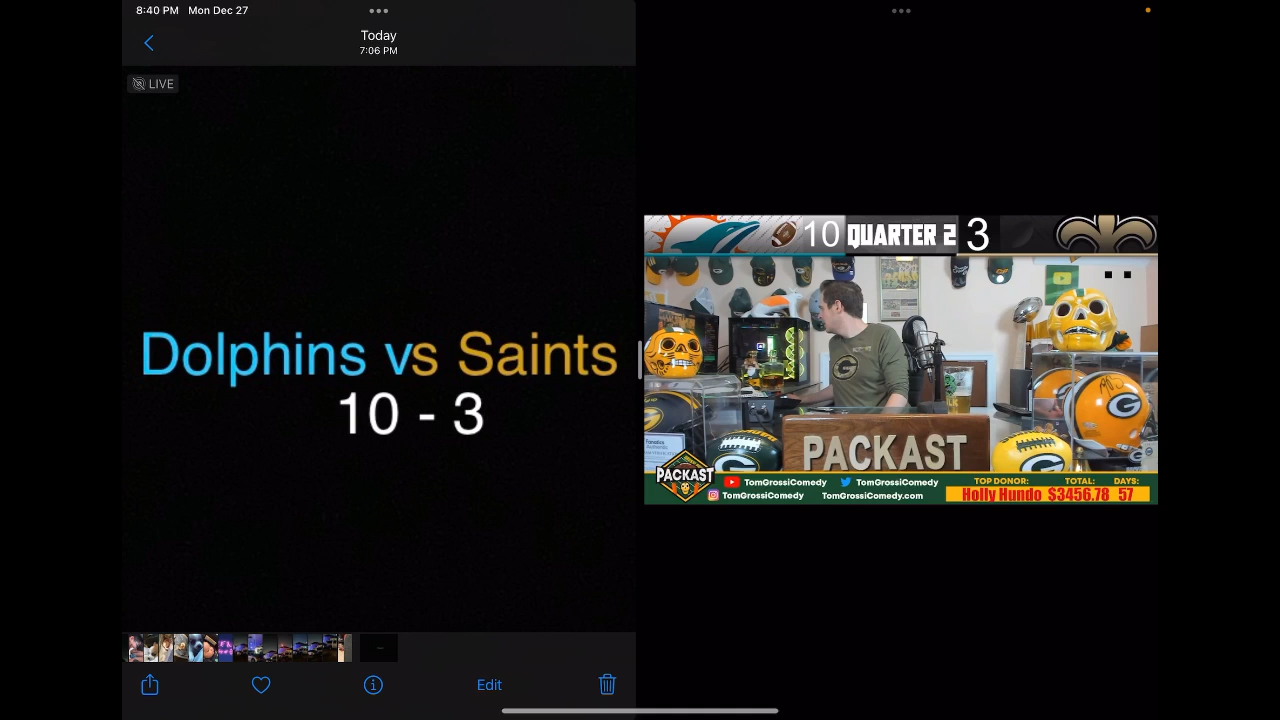 8:40 PM Mon Dec 27
Today
7:06 PM
LIVE
Dolphins vs Saints
10 - 3
Edit
10 QUARTER 2 3
PACKAST
PACKAST
TomGrossiComedy TomGrossiComedy
TomGrossiComedy TomGrossiComedy.com
TOP DONOR: TOTAL: DAYS:
Holly Hundo $3456.78 57